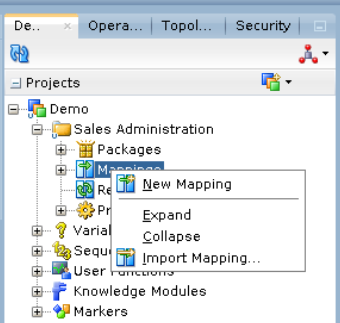 De.. Opera... Topol... Security
Projects
Demo
Sales Administration
Packages
Mappings
New Mapping
Expand
Collapse
Import Mapping...
Re
Pr
Variab
Sequ
User Functions
Knowledge Modules
Markers